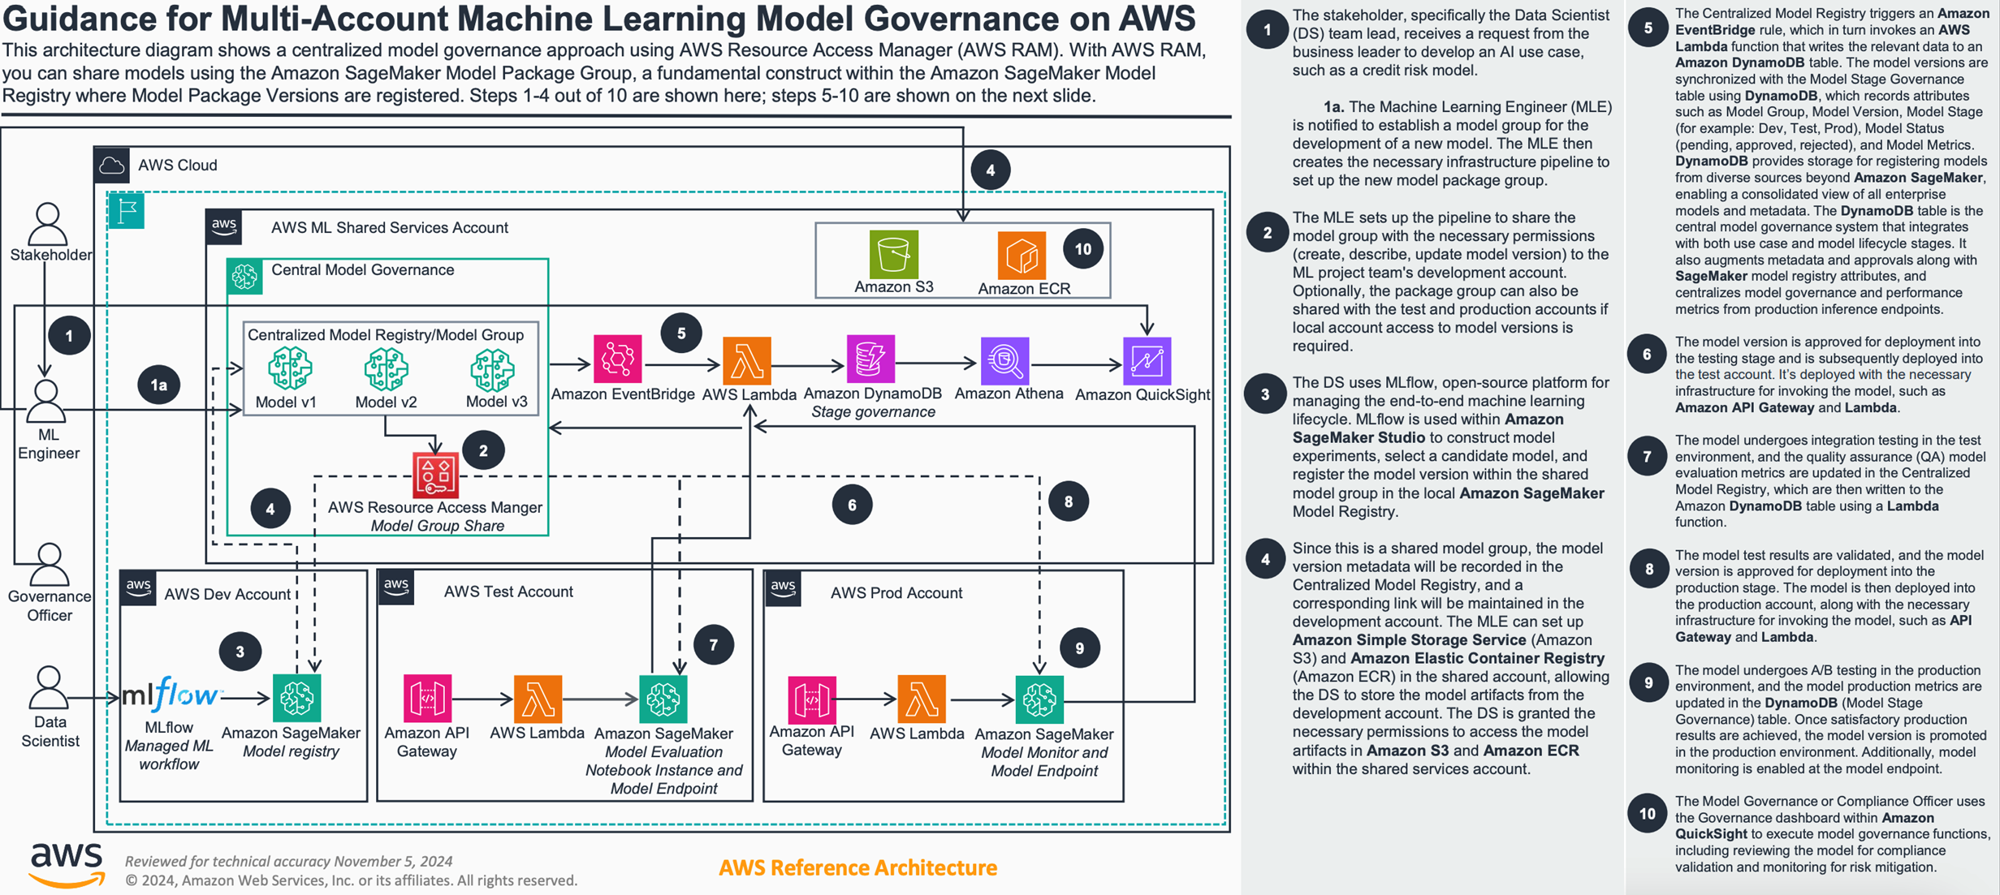 Guidance for Multi-Account Machine Learning Model Governance on AWS
This architecture diagram shows a centralized model governance approach using AWS Resource Access Manager (AWS RAM). With AWS RAM,
you can share models using the Amazon SageMaker Model Package Group, a fundamental construct within the Amazon SageMaker Model
Registry where Model Package Versions are registered. Steps 1-4 out of 10 are shown here; steps 5-10 are shown on the next slide.
AWS Cloud
4
Stakeholder
aws
AWS ML Shared Services Account
Central Model Governance
Amazon S3
Amazon ECR
10
1
1a
Centralized Model Registry/Model Group
Model v1
Model v2
Model v3
5
Amazon EventBridge
AWS Lambda
Amazon DynamoDB
Stage governance
Amazon Athena
Amazon QuickSight
ML
Engineer
2
4
AWS Resource Access Manger
Model Group Share
6
8
Governance
Officer
aws
AWS Dev Account
3
mlflow
MLflow
Managed ML
workflow
Amazon SageMaker
Model registry
Data
Scientist
aws
AWS Test Account
7
Amazon API
Gateway
AWS Lambda
Amazon SageMaker
Model Evaluation
Notebook Instance and
Model Endpoint
aws
AWS Prod Account
9
Amazon API
Gateway
AWS Lambda
Amazon SageMaker
Model Monitor and
Model Endpoint
aws
Reviewed for technical accuracy November 5, 2024
© 2024, Amazon Web Services, Inc. or its affiliates. All rights reserved.
AWS Reference Architecture
1
The stakeholder, specifically the Data Scientist
(DS) team lead, receives a request from the
business leader to develop an AI use case,
such as a credit risk model.
1a. The Machine Learning Engineer (MLE)
is notified to establish a model group for the
development of a new model. The MLE then
creates the necessary infrastructure pipeline to
set up the new model package group.
2
The MLE sets up the pipeline to share the
model group with the necessary permissions
(create, describe, update model version) to the
ML project team's development account.
Optionally, the package group can also be
shared with the test and production accounts if
local account access to model versions is
required.
3
The DS uses MLflow, open-source platform for
managing the end-to-end machine learning
lifecycle. MLflow is used within Amazon
SageMaker Studio to construct model
experiments, select a candidate model, and
register the model version within the shared
model group in the local Amazon SageMaker
Model Registry.
4
Since this is a shared model group, the model
version metadata will be recorded in the
Centralized Model Registry, and a
corresponding link will be maintained in the
development account. The MLE can set up
Amazon Simple Storage Service (Amazon
S3) and Amazon Elastic Container Registry
(Amazon ECR) in the shared account, allowing
the DS to store the model artifacts from the
development account. The DS is granted the
necessary permissions to access the model
artifacts in Amazon S3 and Amazon ECR
within the shared services account.
5
The Centralized Model Registry triggers an Amazon
EventBridge rule, which in turn invokes an AWS
Lambda function that writes the relevant data to an
Amazon DynamoDB table. The model versions are
synchronized with the Model Stage Governance
table using DynamoDB, which records attributes
such as Model Group, Model Version, Model Stage
(for example: Dev, Test, Prod), Model Status
(pending, approved, rejected), and Model Metrics.
DynamoDB provides storage for registering models
from diverse sources beyond Amazon SageMaker,
enabling a consolidated view of all enterprise
models and metadata. The DynamoDB table is the
central model governance system that integrates
with both use case and model lifecycle stages. It
also augments metadata and approvals along with
SageMaker model registry attributes, and
centralizes model governance and performance
metrics from production inference endpoints.
6
The model version is approved for deployment into
the testing stage and is subsequently deployed into
the test account. It's deployed with the necessary
infrastructure for invoking the model, such as
Amazon API Gateway and Lambda.
7
The model undergoes integration testing in the test
environment, and the quality assurance (QA) model
evaluation metrics are updated in the Centralized
Model Registry, which are then written to the
Amazon DynamoDB table using a Lambda
function.
8
The model test results are validated, and the model
version is approved for deployment into the
production stage. The model is then deployed into
the production account, along with the necessary
infrastructure for invoking the model, such as API
Gateway and Lambda.
9
The model undergoes A/B testing in the production
environment, and the model production metrics are
updated in the DynamoDB (Model Stage
Governance) table. Once satisfactory production
results are achieved, the model version is promoted
in the production environment. Additionally, model
monitoring is enabled at the model endpoint.
10
The Model Governance or Compliance Officer uses
the Governance dashboard within Amazon
QuickSight to execute model governance functions,
including reviewing the model for compliance
validation and monitoring for risk mitigation.